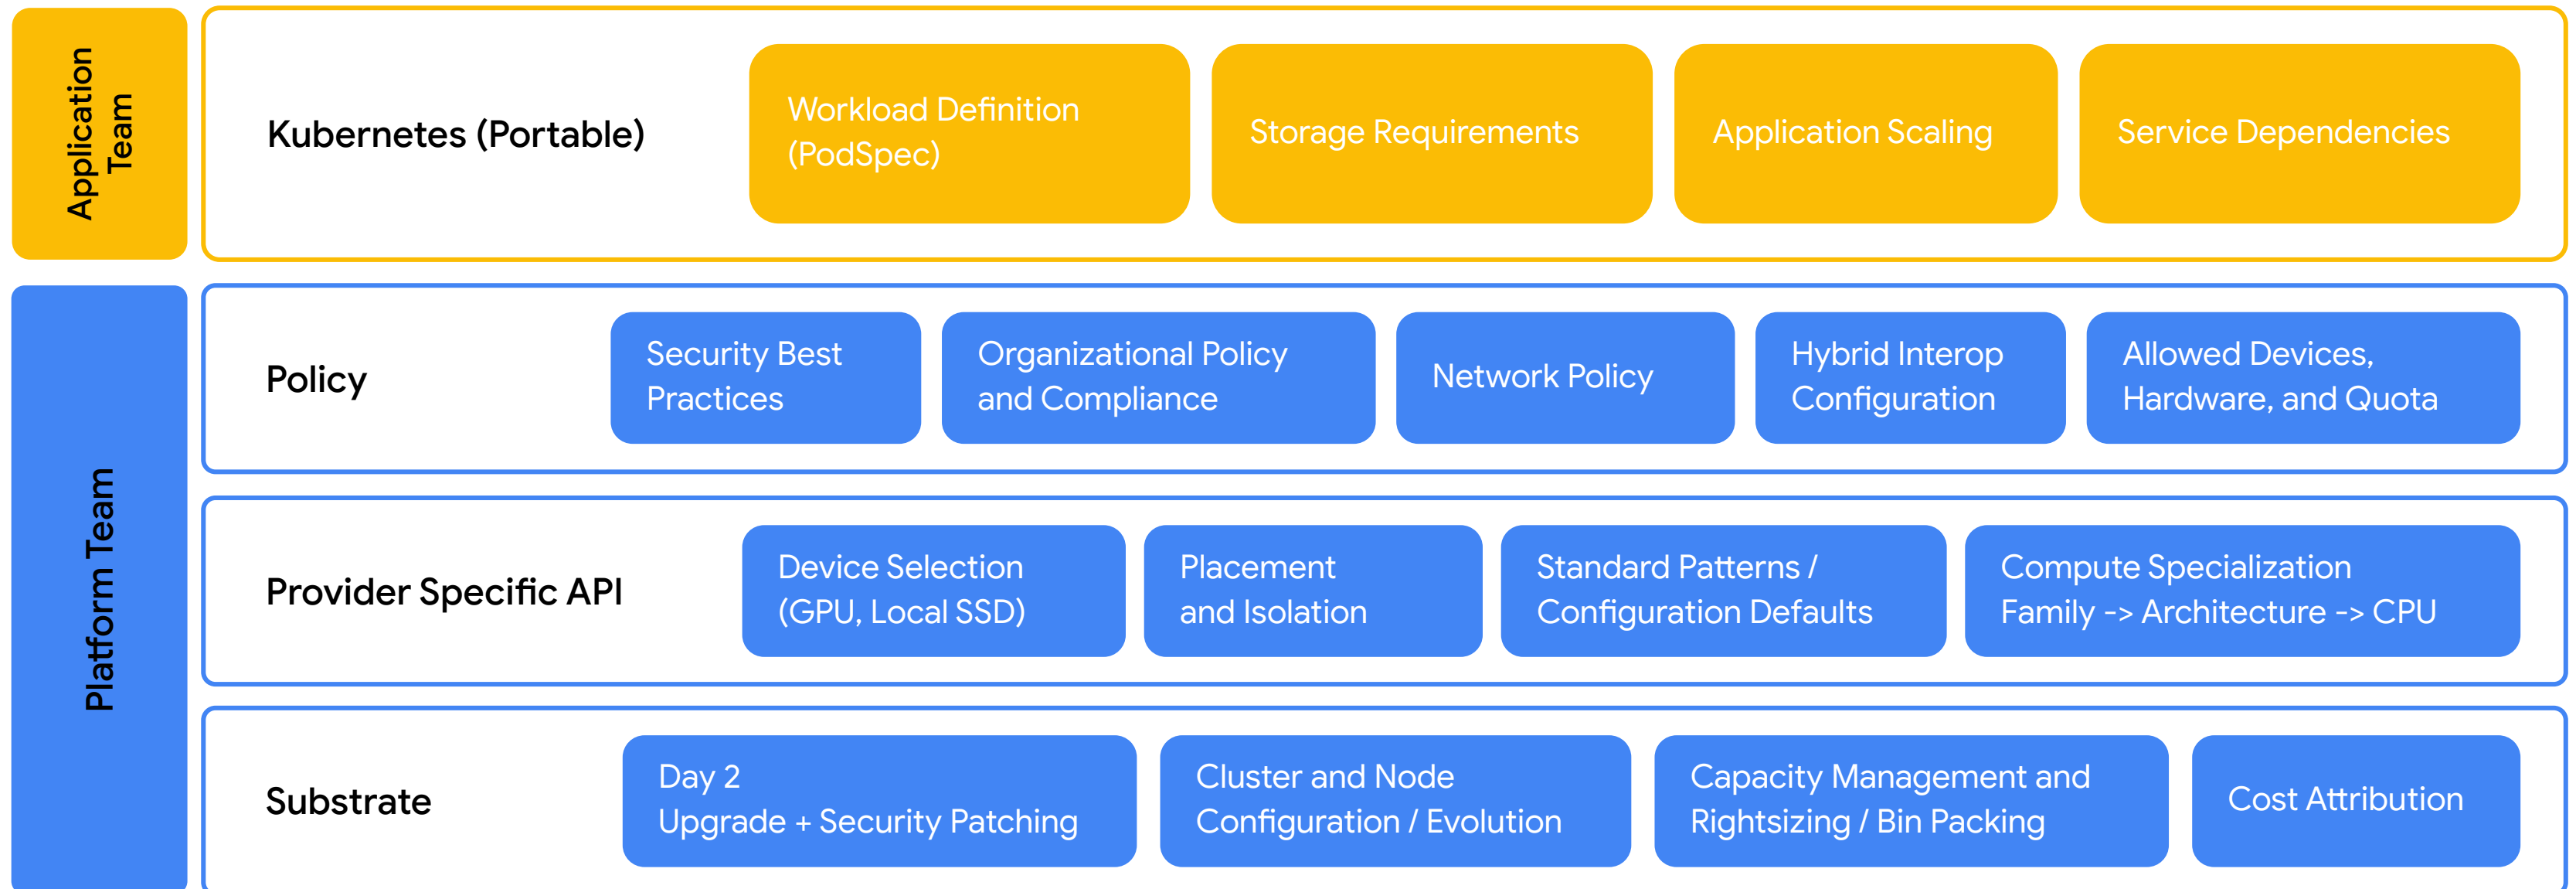 Application
Team
Kubernetes (Portable)
Workload Definition
(PodSpec)
Storage Requirements
Application Scaling
Service Dependencies
Platform Team
Policy
Security Best
Practices
Organizational Policy
and Compliance
Network Policy
Hybrid Interop
Configuration
Allowed Devices,
Hardware, and Quota
Provider Specific API
Device Selection
(GPU, Local SSD)
Placement
and Isolation
Standard Patterns /
Configuration Defaults
Compute Specialization
Family -> Architecture -> CPU
Substrate
Day 2
Upgrade + Security Patching
Cluster and Node
Configuration / Evolution
Capacity Management and
Rightsizing / Bin Packing
Cost Attribution